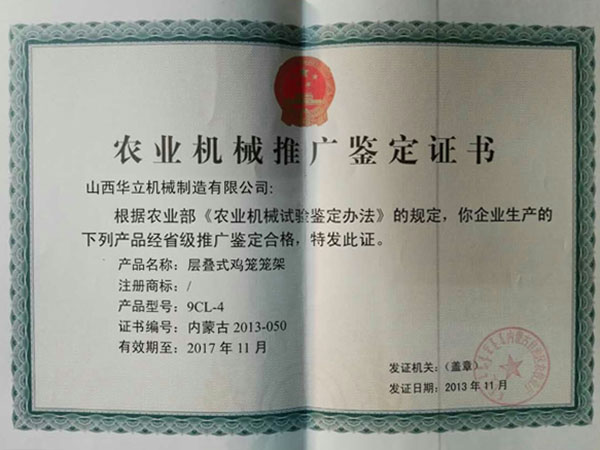 农业机械推广鉴定证书
山西华立机械制造有限公司:
根据农业部《农业机械试验鉴定办法》的规定，你企业生产的
下列产品经省级推广鉴定合格，特发此证。
产品名称：层叠式鸡笼笼架
注册商标：/
产品型号：9CL-4
证书编号：内蒙古 2013-050
有效期至：2017 年 11 月
发证机关：（盖章）
发证日期：2013 年 11 月